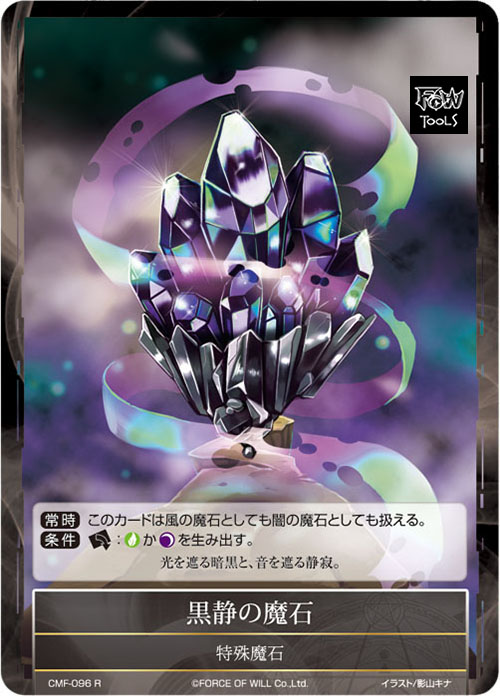 FOW
TOOLS
常時 このカードは風の魔石としても闇の魔石としても扱える。
条件 :か を生み出す。
光を遮る暗黒と、音を遮る静寂。
黒静の魔石
特殊魔石
CMF-096 R ©FORCE OF WILL Co.,Ltd. イラスト/影山キナ